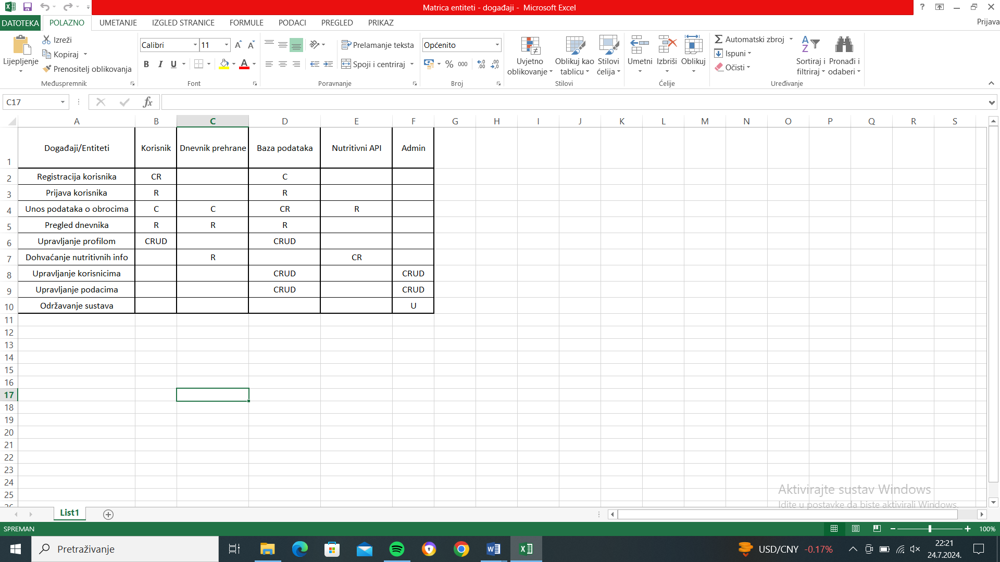 Matrica entiteti - događaji - Microsoft Excel
?
DATOTEKA POLAZNO UMETANJE IZGLED STRANICE FORMULE PODACI PREGLED PRIKAZ Prijava
Lijepljenje
Izreži
Kopiraj
Prenositelj oblikovanja
Međuspremnik
Calibri 11
B I U
Font
Prelamanje teksta
Spoji i centriraj
Poravnanje
Općenito
% 000
Broj
Uvjetno oblikovanje
Oblikuj kao tablicu
Stilovi ćelija
Stilovi
Umetni Izbriši Oblikuj
Ćelije
Automatski zbroj
Ispuni
Očisti
Sortiraj i filtriraj
Pronađi i odaberi
Uređivanje
C17 fx
A B C D E F G H I J K L M N O P Q R S
1 Događaji/Entiteti Korisnik Dnevnik prehrane Baza podataka Nutritivni API Admin
2 Registracija korisnika CR C
3 Prijava korisnika R R
4 Unos podataka o obrocima C C CR R
5 Pregled dnevnika R R R
6 Upravljanje profilom CRUD CRUD
7 Dohvaćanje nutritivnih info R CR
8 Upravljanje korisnicima CRUD CRUD
9 Upravljanje podacima CRUD CRUD
10 Održavanje sustava U
11
12
13
14
15
16
17
18
19
20
21
22
23
24
25
26
Aktivirajte sustav Windows
Idite u postavke da biste aktivirali Windows.
List1
SPREMAN 100%
Pretraživanje
USD/CNY -0.17%
22:21
24.7.2024.